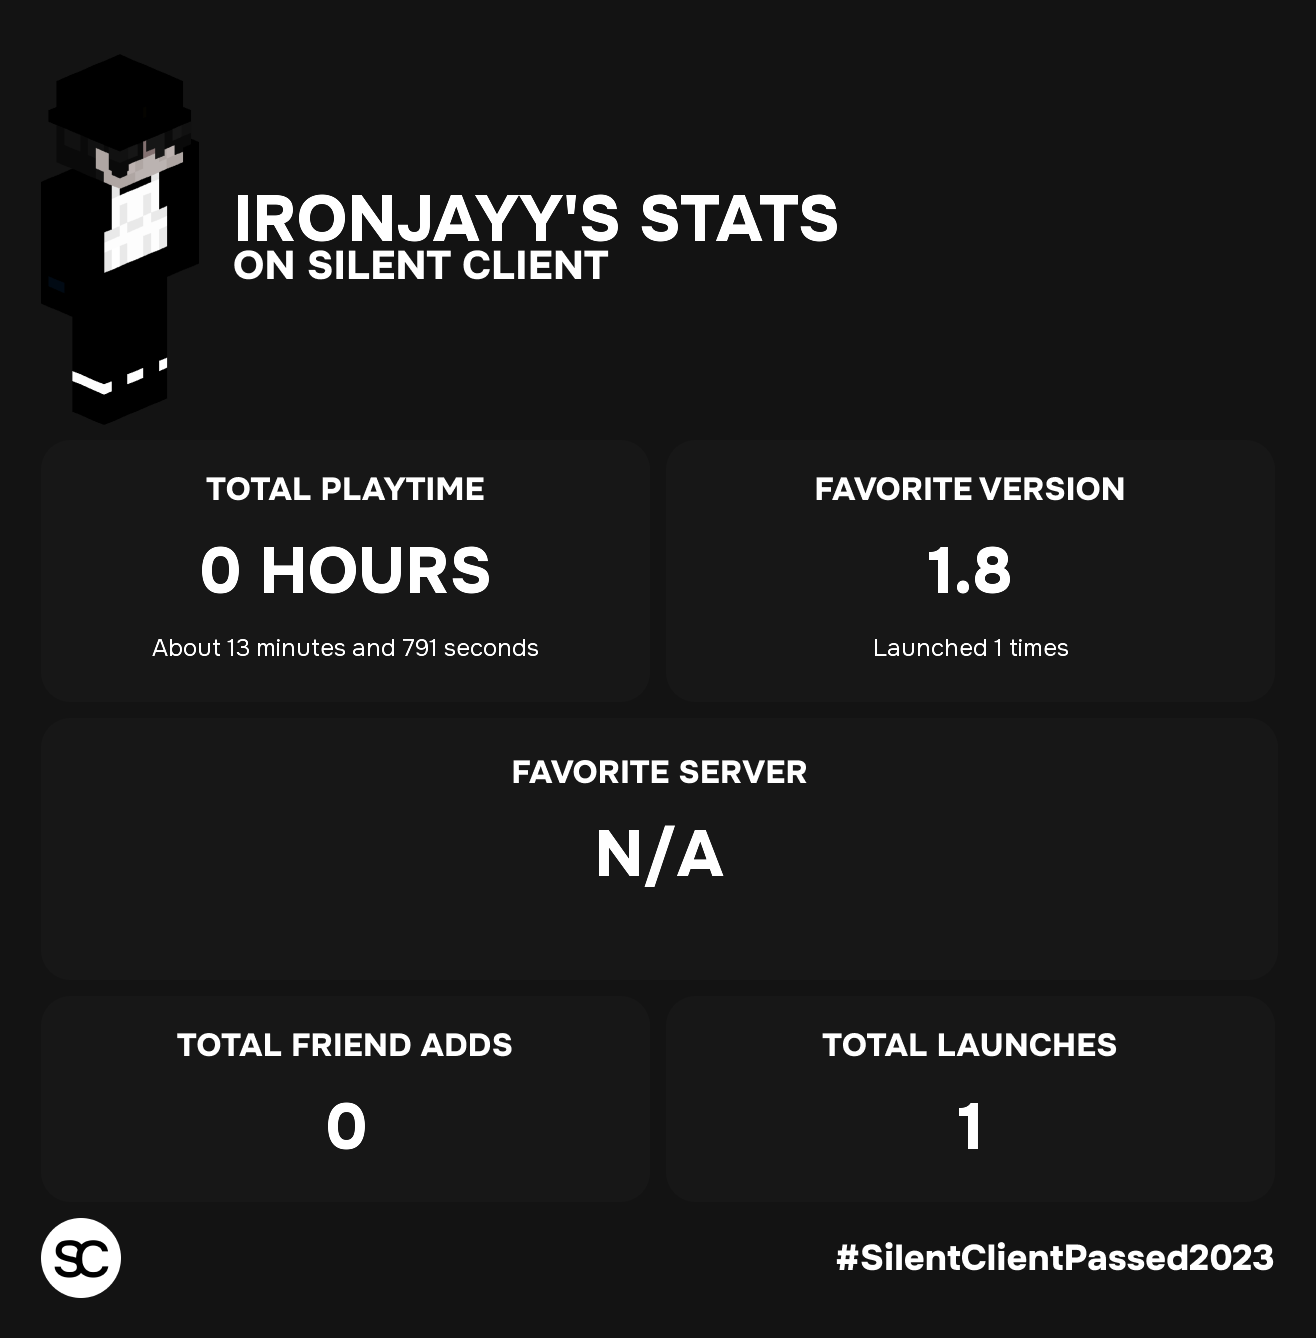 IRONJAYY'S STATS
ON SILENT CLIENT
TOTAL PLAYTIME
0 HOURS
About 13 minutes and 791 seconds
FAVORITE VERSION
1.8
Launched 1 times
FAVORITE SERVER
N/A
TOTAL FRIEND ADDS
0
TOTAL LAUNCHES
1
SC
#SilentClientPassed2023